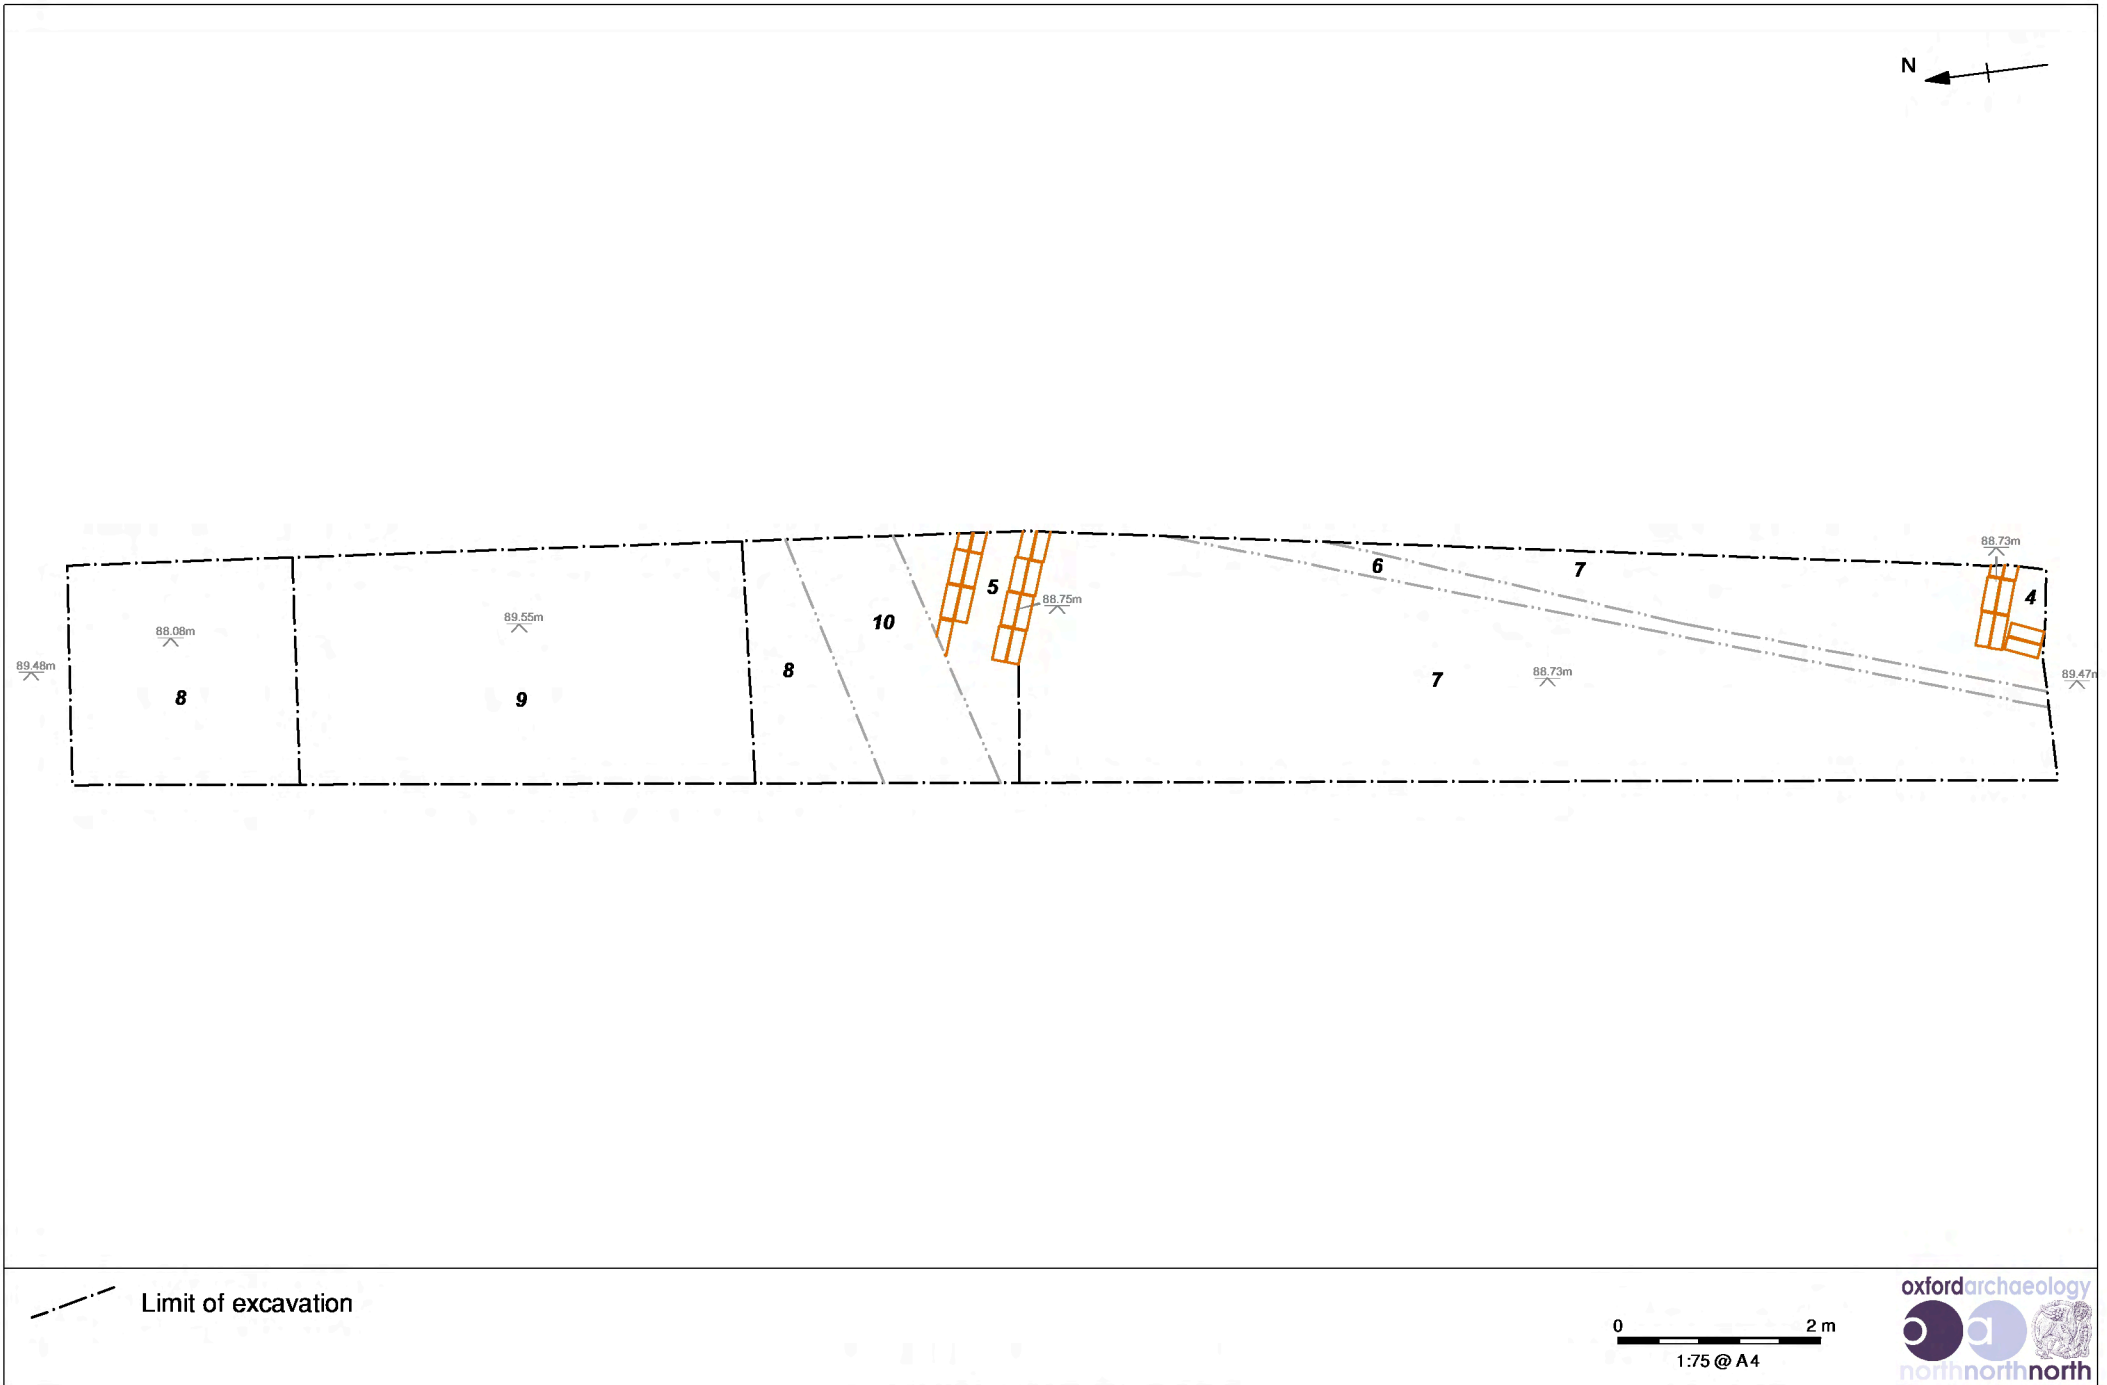 N
88.73m
6
7
5
4
88.75m
89.55m
10
88.08m
89.48m
8
88.73m
89.47m
7
8
9
Limit of excavation
0 2 m
1:75 @ A4
oxfordarchaeology
o a
northnorthnorth